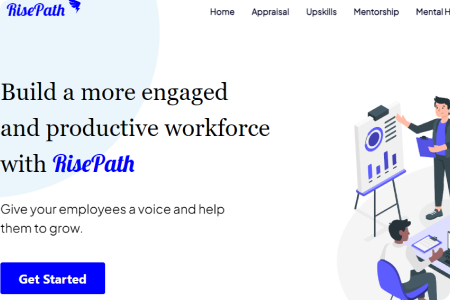 RisePath
Home Appraisal Upskills Mentorship Mental H
Build a more engaged
and productive workforce
with RisePath
Give your employees a voice and help
them to grow.
Get Started